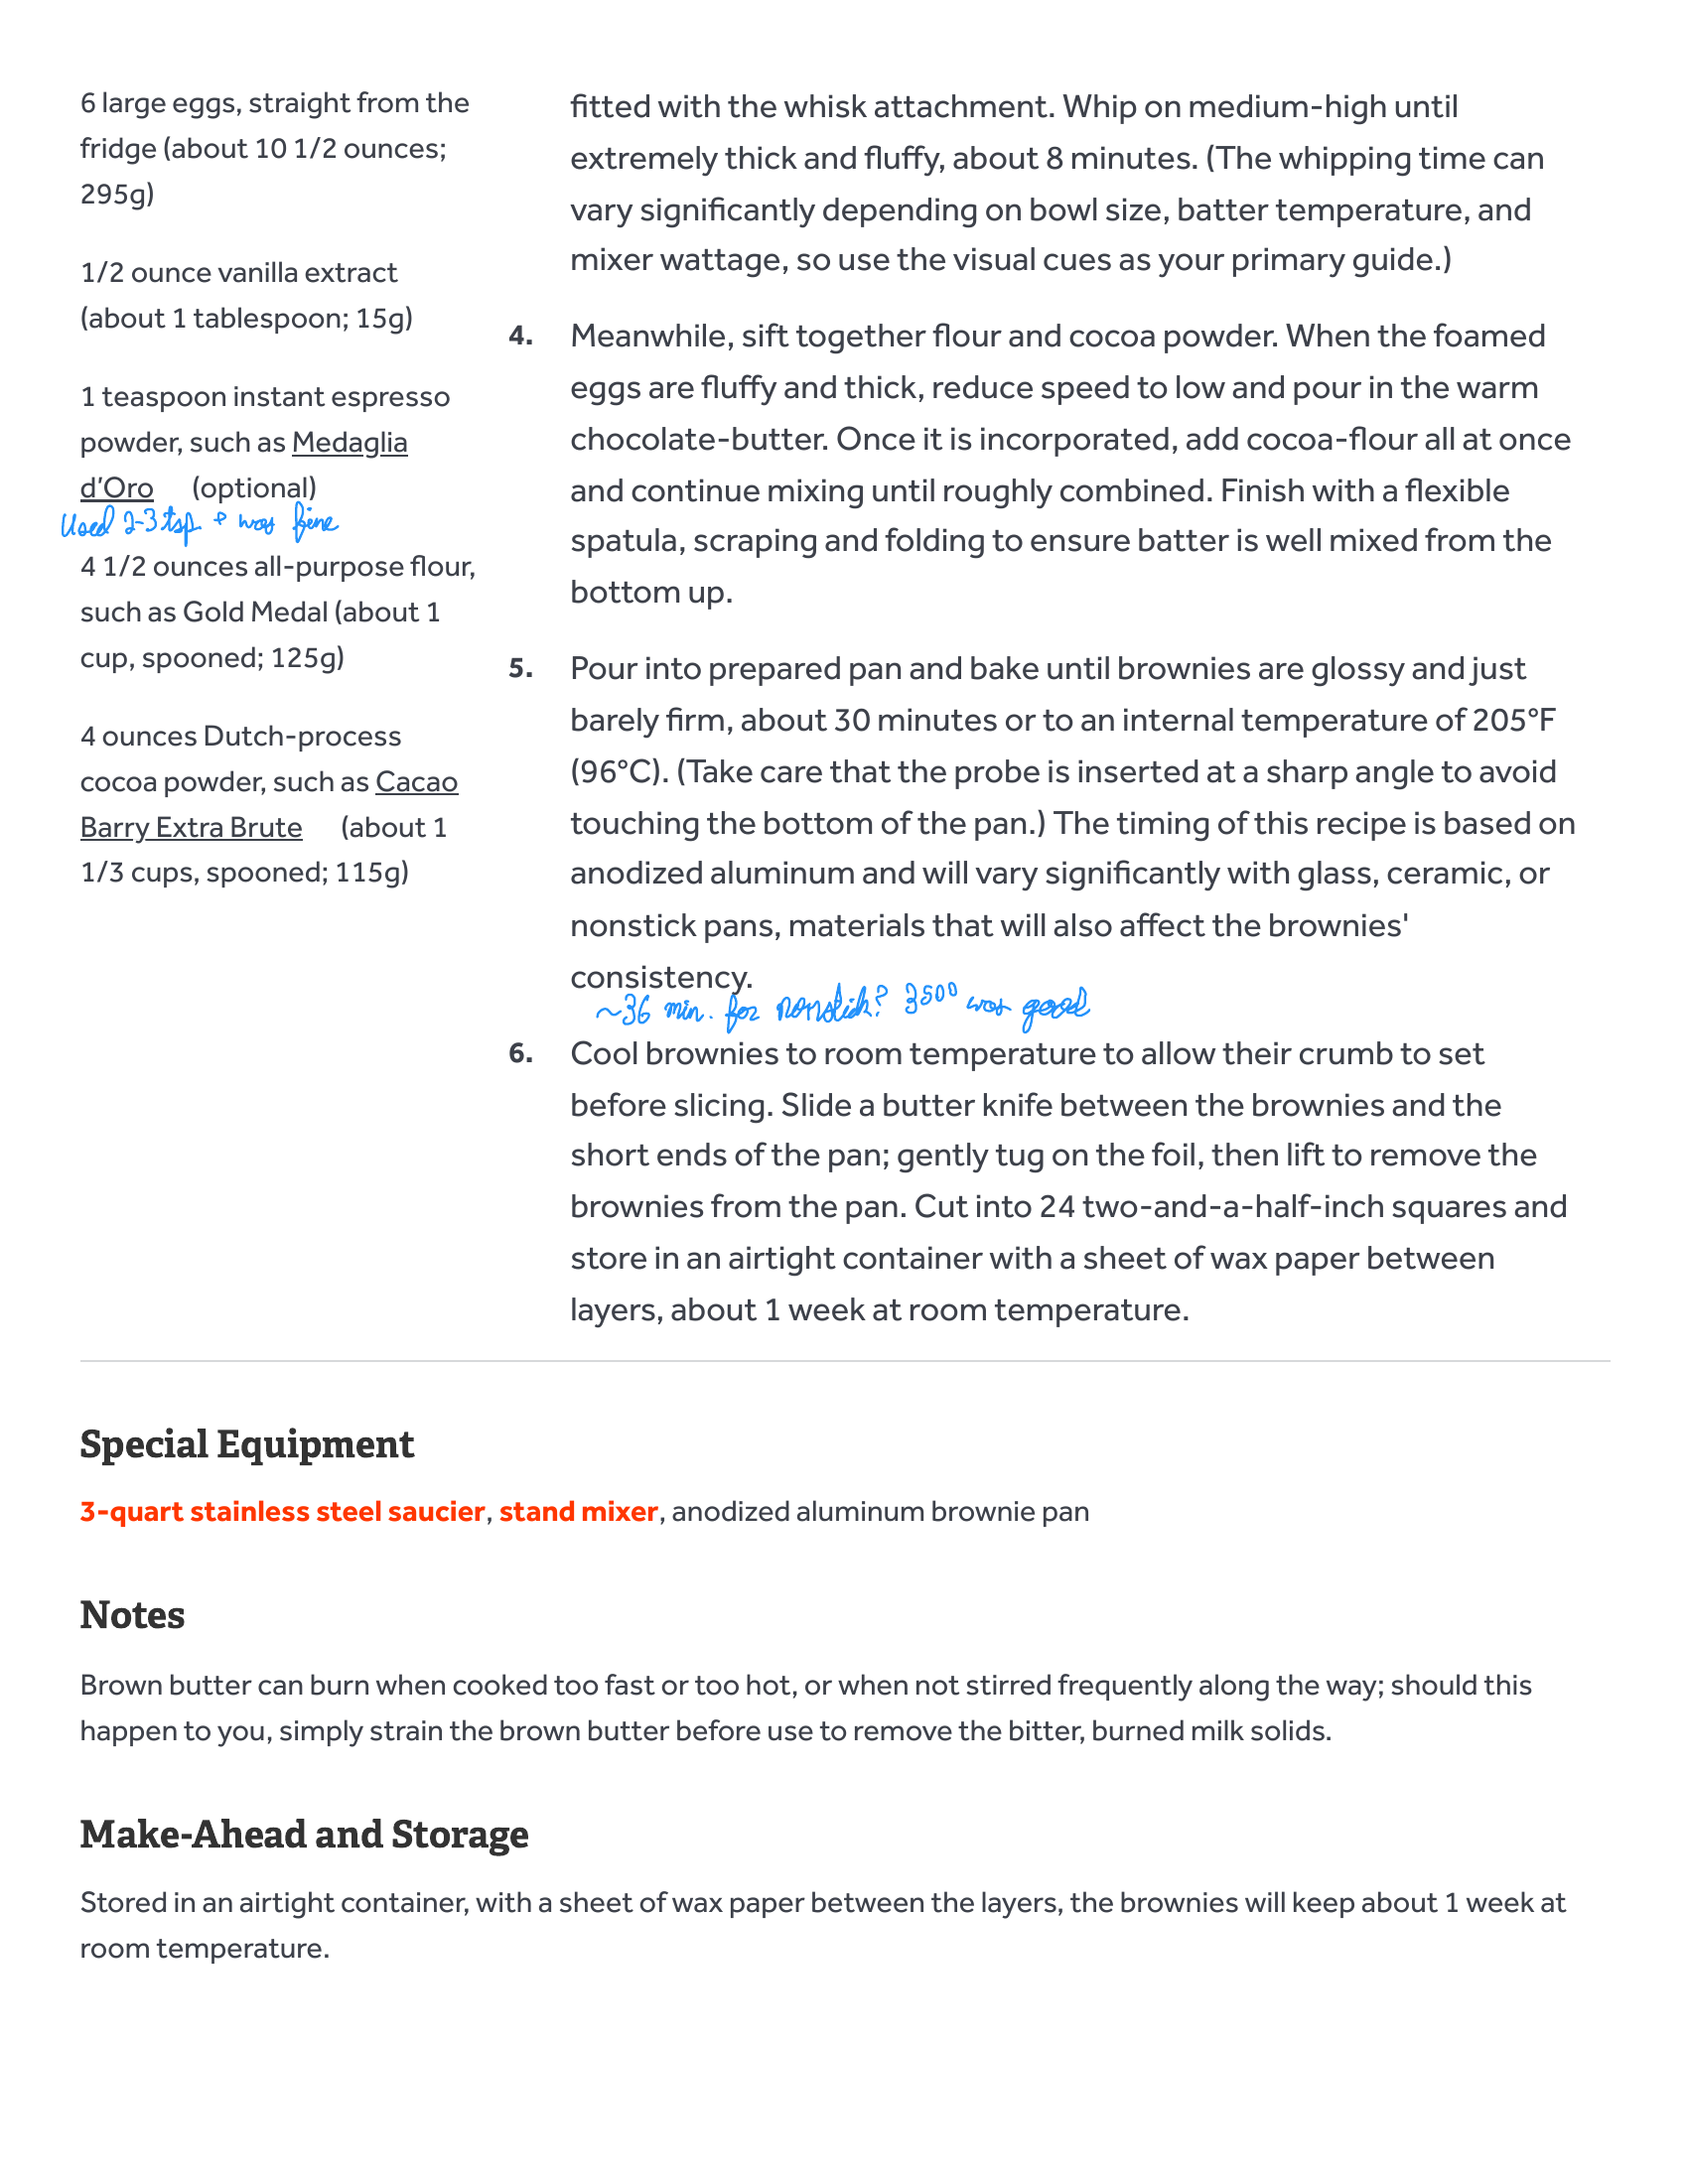 6 large eggs, straight from the
fridge (about 10 1/2 ounces;
295g)
1/2 ounce vanilla extract
(about 1 tablespoon; 15g)
1 teaspoon instant espresso
powder, such as Medaglia
d’Oro (optional)
Used 2-3 tsp + was fine
4 1/2 ounces all-purpose flour,
such as Gold Medal (about 1
cup, spooned; 125g)
4 ounces Dutch-process
cocoa powder, such as Cacao
Barry Extra Brute (about 1
1/3 cups, spooned; 115g)
fitted with the whisk attachment. Whip on medium-high until
extremely thick and fluffy, about 8 minutes. (The whipping time can
vary significantly depending on bowl size, batter temperature, and
mixer wattage, so use the visual cues as your primary guide.)
4. Meanwhile, sift together flour and cocoa powder. When the foamed
eggs are fluffy and thick, reduce speed to low and pour in the warm
chocolate-butter. Once it is incorporated, add cocoa-flour all at once
and continue mixing until roughly combined. Finish with a flexible
spatula, scraping and folding to ensure batter is well mixed from the
bottom up.
5. Pour into prepared pan and bake until brownies are glossy and just
barely firm, about 30 minutes or to an internal temperature of 205°F
(96°C). (Take care that the probe is inserted at a sharp angle to avoid
touching the bottom of the pan.) The timing of this recipe is based on
anodized aluminum and will vary significantly with glass, ceramic, or
nonstick pans, materials that will also affect the brownies'
consistency.
~36 min. for nonstick? 350° was good
6. Cool brownies to room temperature to allow their crumb to set
before slicing. Slide a butter knife between the brownies and the
short ends of the pan; gently tug on the foil, then lift to remove the
brownies from the pan. Cut into 24 two-and-a-half-inch squares and
store in an airtight container with a sheet of wax paper between
layers, about 1 week at room temperature.
Special Equipment
3-quart stainless steel saucier, stand mixer, anodized aluminum brownie pan
Notes
Brown butter can burn when cooked too fast or too hot, or when not stirred frequently along the way; should this
happen to you, simply strain the brown butter before use to remove the bitter, burned milk solids.
Make-Ahead and Storage
Stored in an airtight container, with a sheet of wax paper between the layers, the brownies will keep about 1 week at
room temperature.